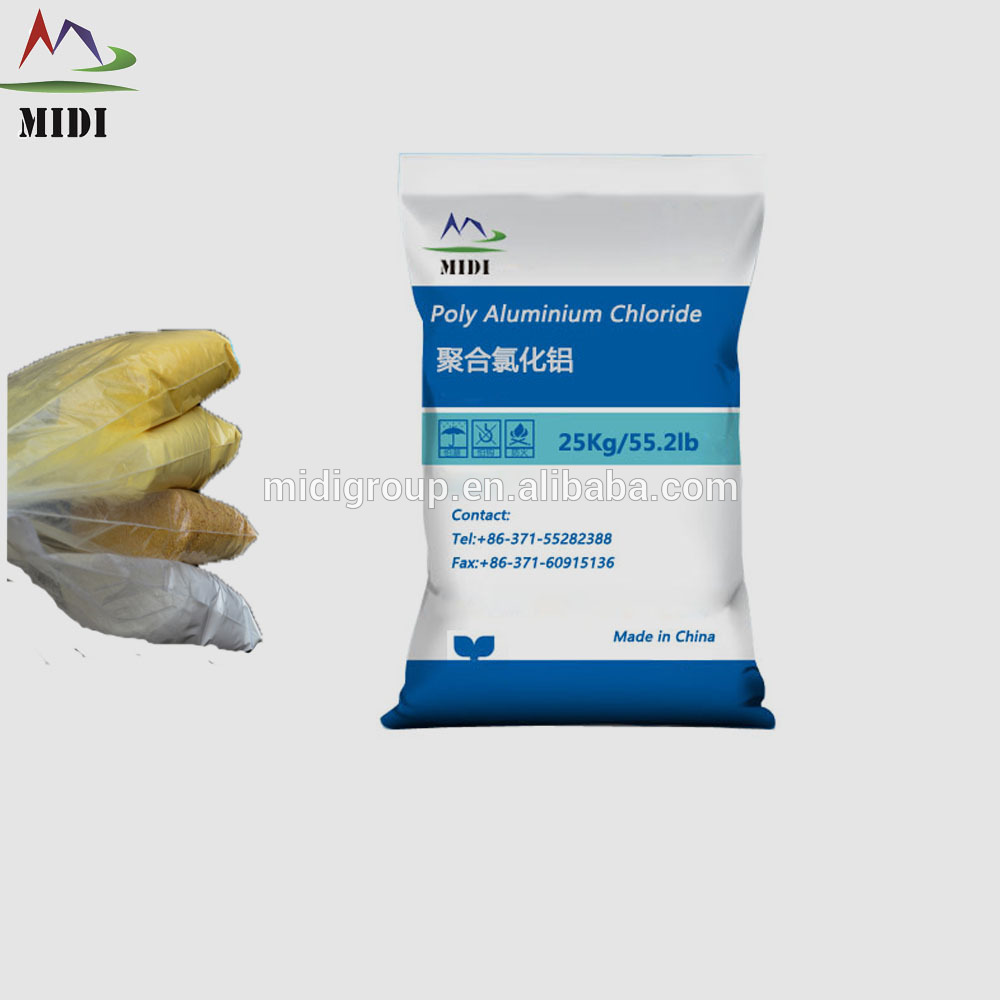 MIDI
MIDI
Poly Aluminium Chloride
聚合氯化铝
25Kg/55.2lb
midigroup.en.alibaba.com
Contact:
Tel:+86-371-55282388
Fax:+86-371-60915136
Made in China